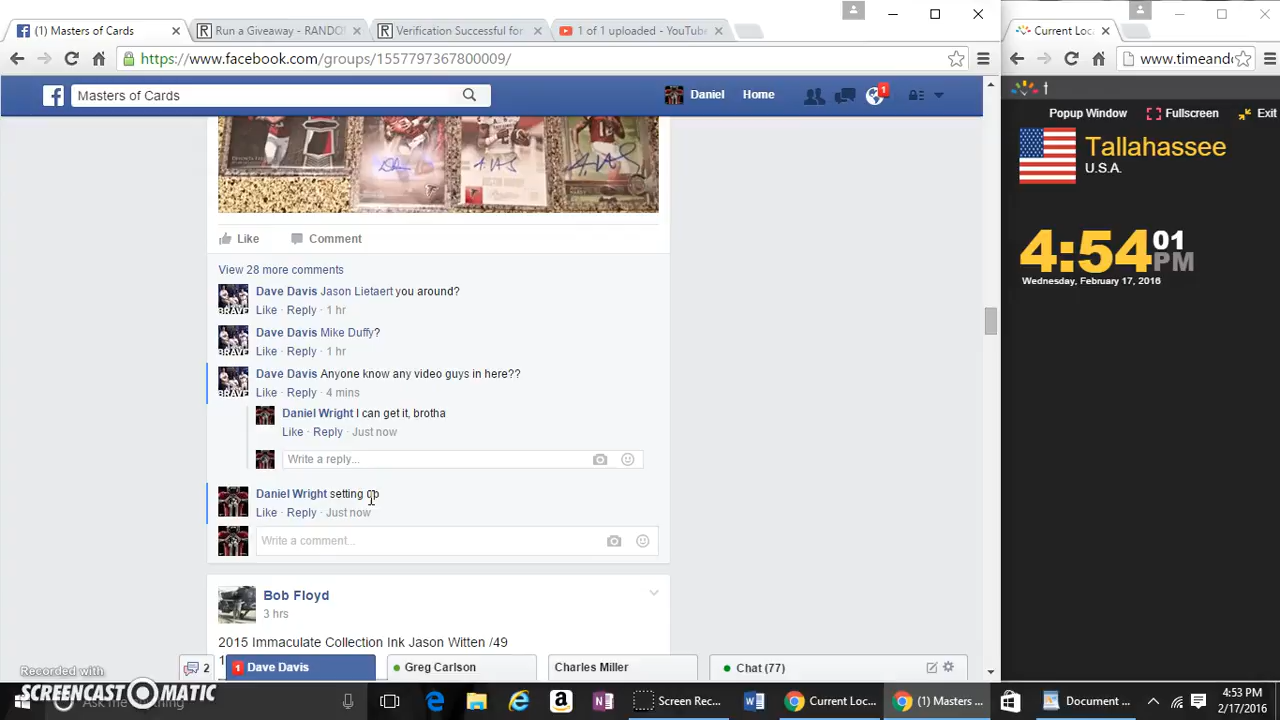 (1) Masters of Cards
Run a Giveaway - RANDO
Verification Successful for
1 of 1 uploaded - YouTube
Current Loc
https://www.facebook.com/groups/1557797367800009/
www.timeand
Masters of Cards
Daniel
Home
1
Popup Window
Fullscreen
Exit
Tallahassee
U.S.A.
4:54 01 PM
Wednesday, February 17, 2016
Like
Comment
View 28 more comments
Dave Davis Jason Lietaert you around?
Like · Reply · 1 hr
Dave Davis Mike Duffy?
Like · Reply · 1 hr
Dave Davis Anyone know any video guys in here??
Like · Reply · 4 mins
Daniel Wright I can get it, brotha
Like · Reply · Just now
Write a reply...
Daniel Wright setting up
Like · Reply · Just now
Write a comment...
Bob Floyd
3 hrs
2015 Immaculate Collection Ink Jason Witten /49
2
1 Dave Davis
Greg Carlson
Charles Miller
Chat (77)
Recorded with
SCREENCAST-O-MATIC
Screen Rec...
Current Loc...
(1) Masters ...
Document ...
4:53 PM
2/17/2016